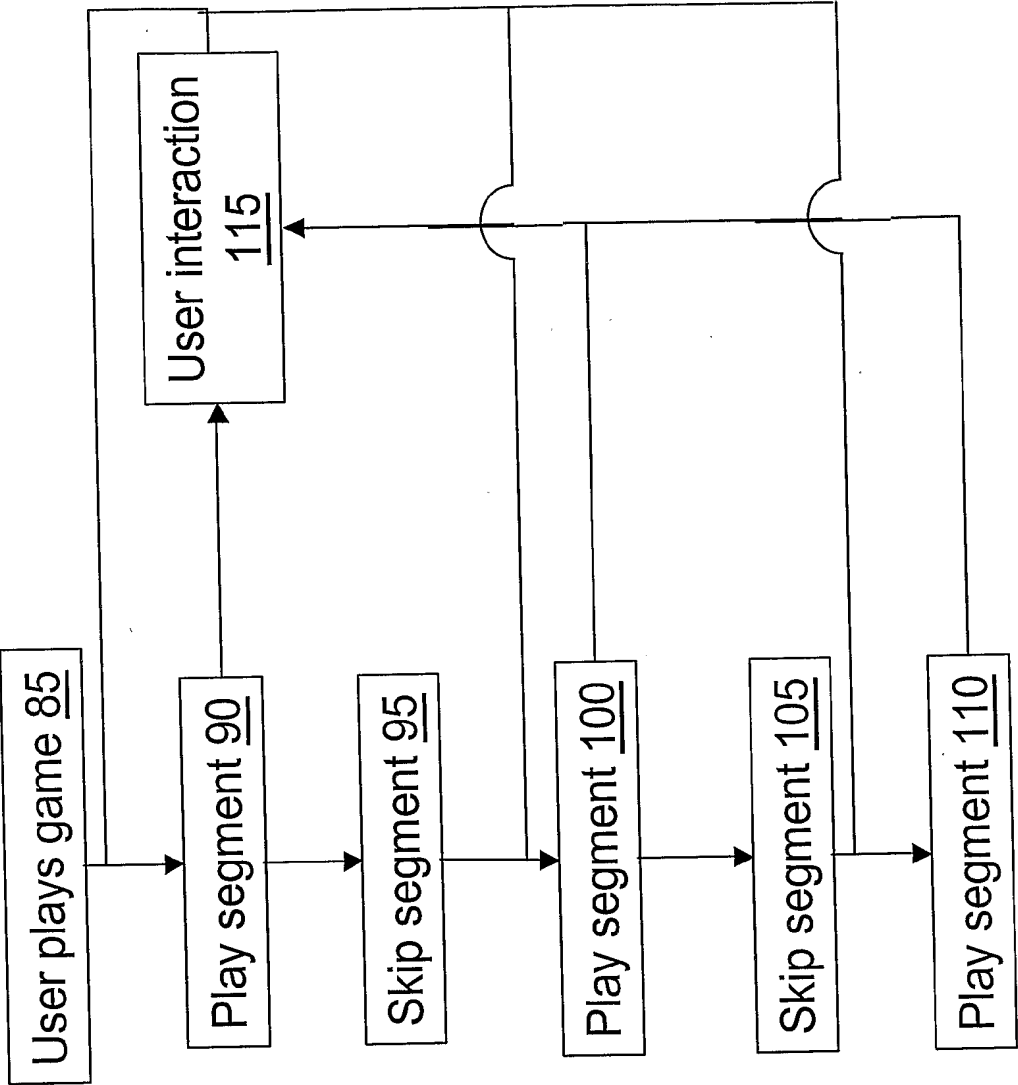 User plays game 85
Play segment 90
Skip segment 95
Play segment 100
Skip segment 105
Play segment 110
User interaction
115